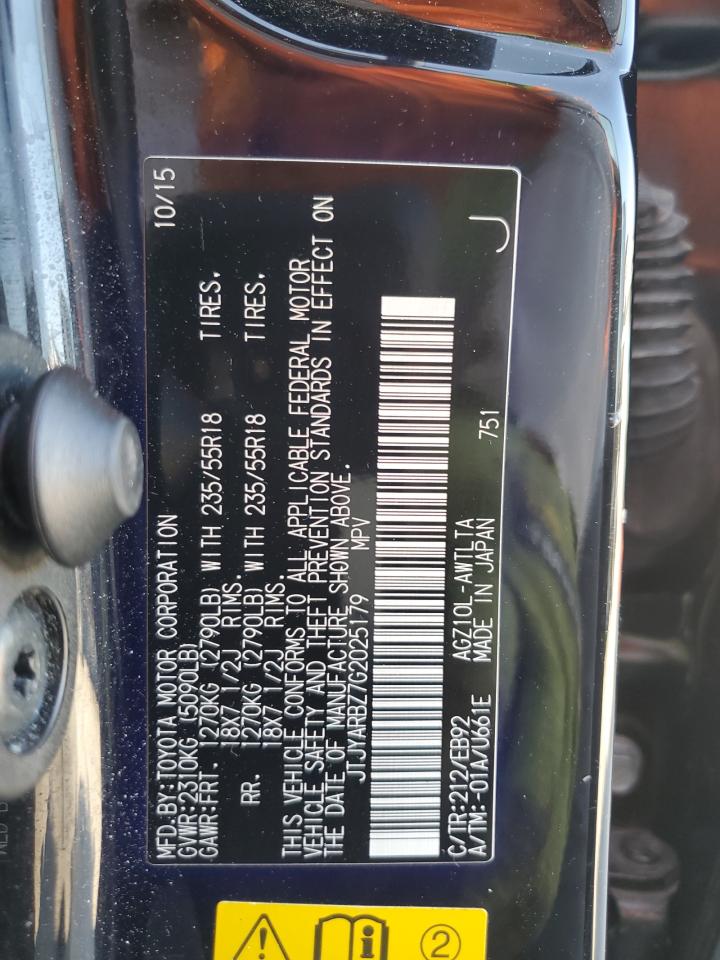 MFD.BY:TOYOTA MOTOR CORPORATION 10/15
GVWR:2310KG (5090LB)
GAWR:FRT. 1270KG (2790LB) WITH 235/55R18 TIRES.
18X7 1/2J RIMS.
RR. 1270KG (2790LB) WITH 235/55R18 TIRES.
18X7 1/2J RIMS.
THIS VEHICLE CONFORMS TO ALL APPLICABLE FEDERAL MOTOR
VEHICLE SAFETY AND THEFT PREVENTION STANDARDS IN EFFECT ON
THE DATE OF MANUFACTURE SHOWN ABOVE.
JTJYARBZ7G2025179 MPV
C/TR:212/EB92 AGZ10L-AWTLTA 751
A/TM:-01A/U661E MADE IN JAPAN J
2